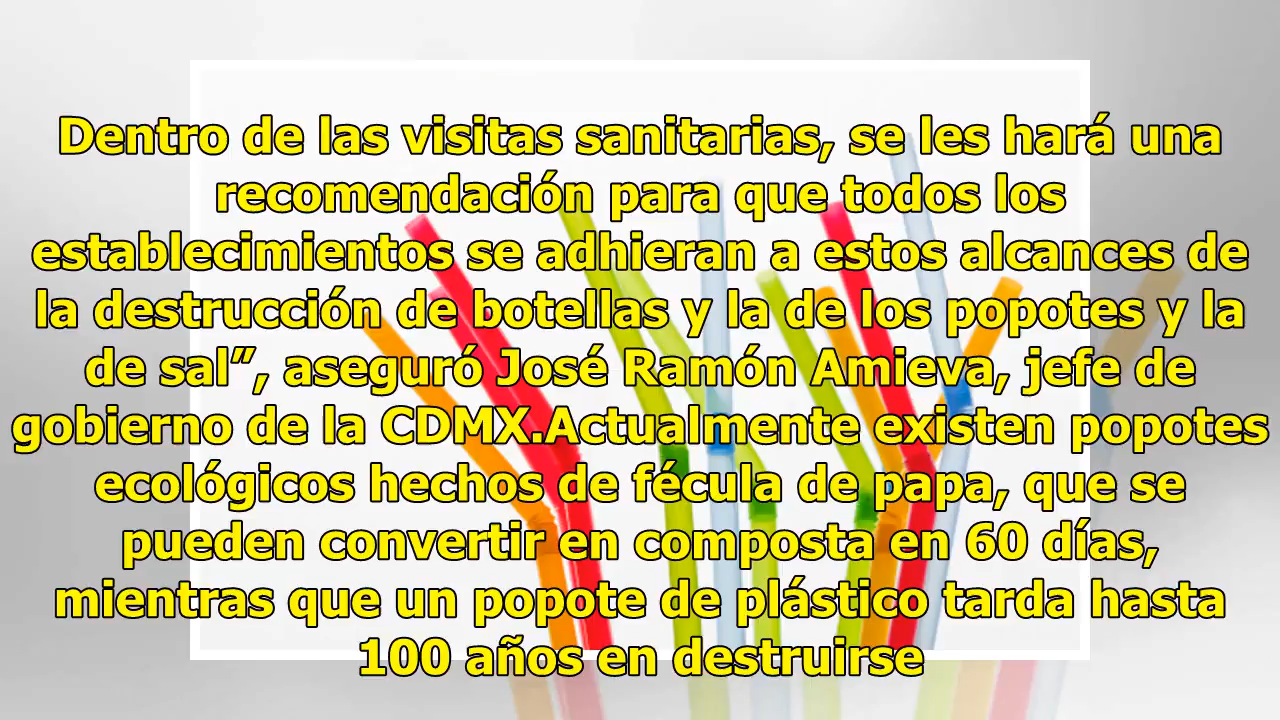 Dentro de las visitas sanitarias, se les hará una
recomendación para que todos los
establecimientos se adhieran a estos alcances de
la destrucción de botellas y la de los popotes y la
de sal”, aseguró José Ramón Amieva, jefe de
gobierno de la CDMX.Actualmente existen popotes
ecológicos hechos de fécula de papa, que se
pueden convertir en composta en 60 días,
mientras que un popote de plástico tarda hasta
100 años en destruirse